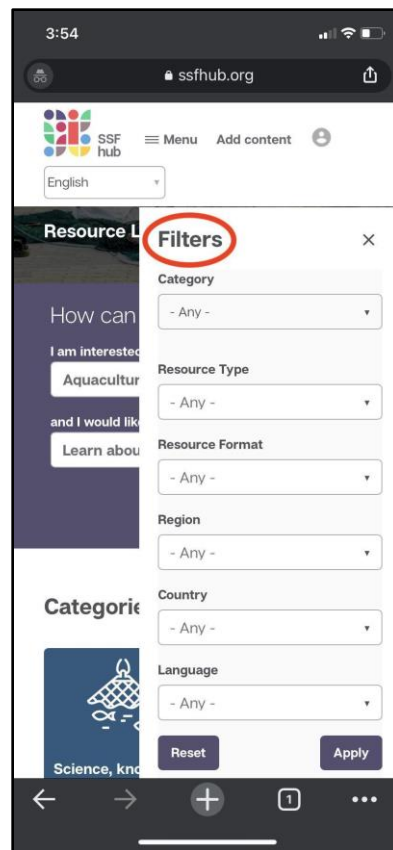 3:54
ssfhub.org
SSF
hub
Menu Add content
English
Resource L
Filters
How can
I am interested
Aquacultur
and I would lik
Learn abou
Categorie
Science, kno
Category
- Any -
Resource Type
- Any -
Resource Format
- Any -
Region
- Any -
Country
- Any -
Language
- Any -
Reset Apply
1